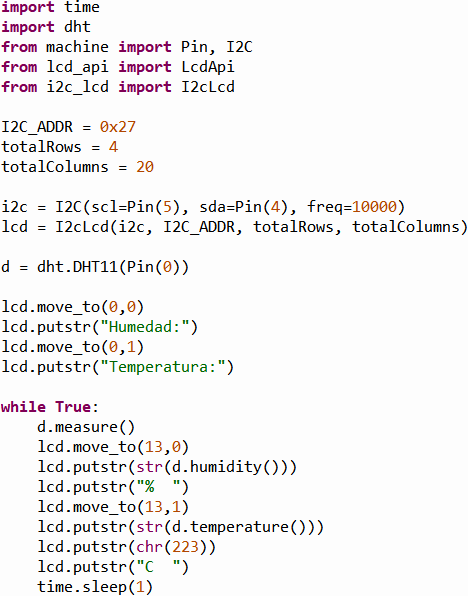 import time
import dht
from machine import Pin, I2C
from lcd_api import LcdApi
from i2c_lcd import I2cLcd

I2C_ADDR = 0x27
totalRows = 4
totalColumns = 20

i2c = I2C(scl=Pin(5), sda=Pin(4), freq=10000)
lcd = I2cLcd(i2c, I2C_ADDR, totalRows, totalColumns)

d = dht.DHT11(Pin(0))

lcd.move_to(0,0)
lcd.putstr("Humedad:")
lcd.move_to(0,1)
lcd.putstr("Temperatura:")

while True:
    d.measure()
    lcd.move_to(13,0)
    lcd.putstr(str(d.humidity()))
    lcd.putstr("%  ")
    lcd.move_to(13,1)
    lcd.putstr(str(d.temperature()))
    lcd.putstr(chr(223))
    lcd.putstr("C  ")
    time.sleep(1)